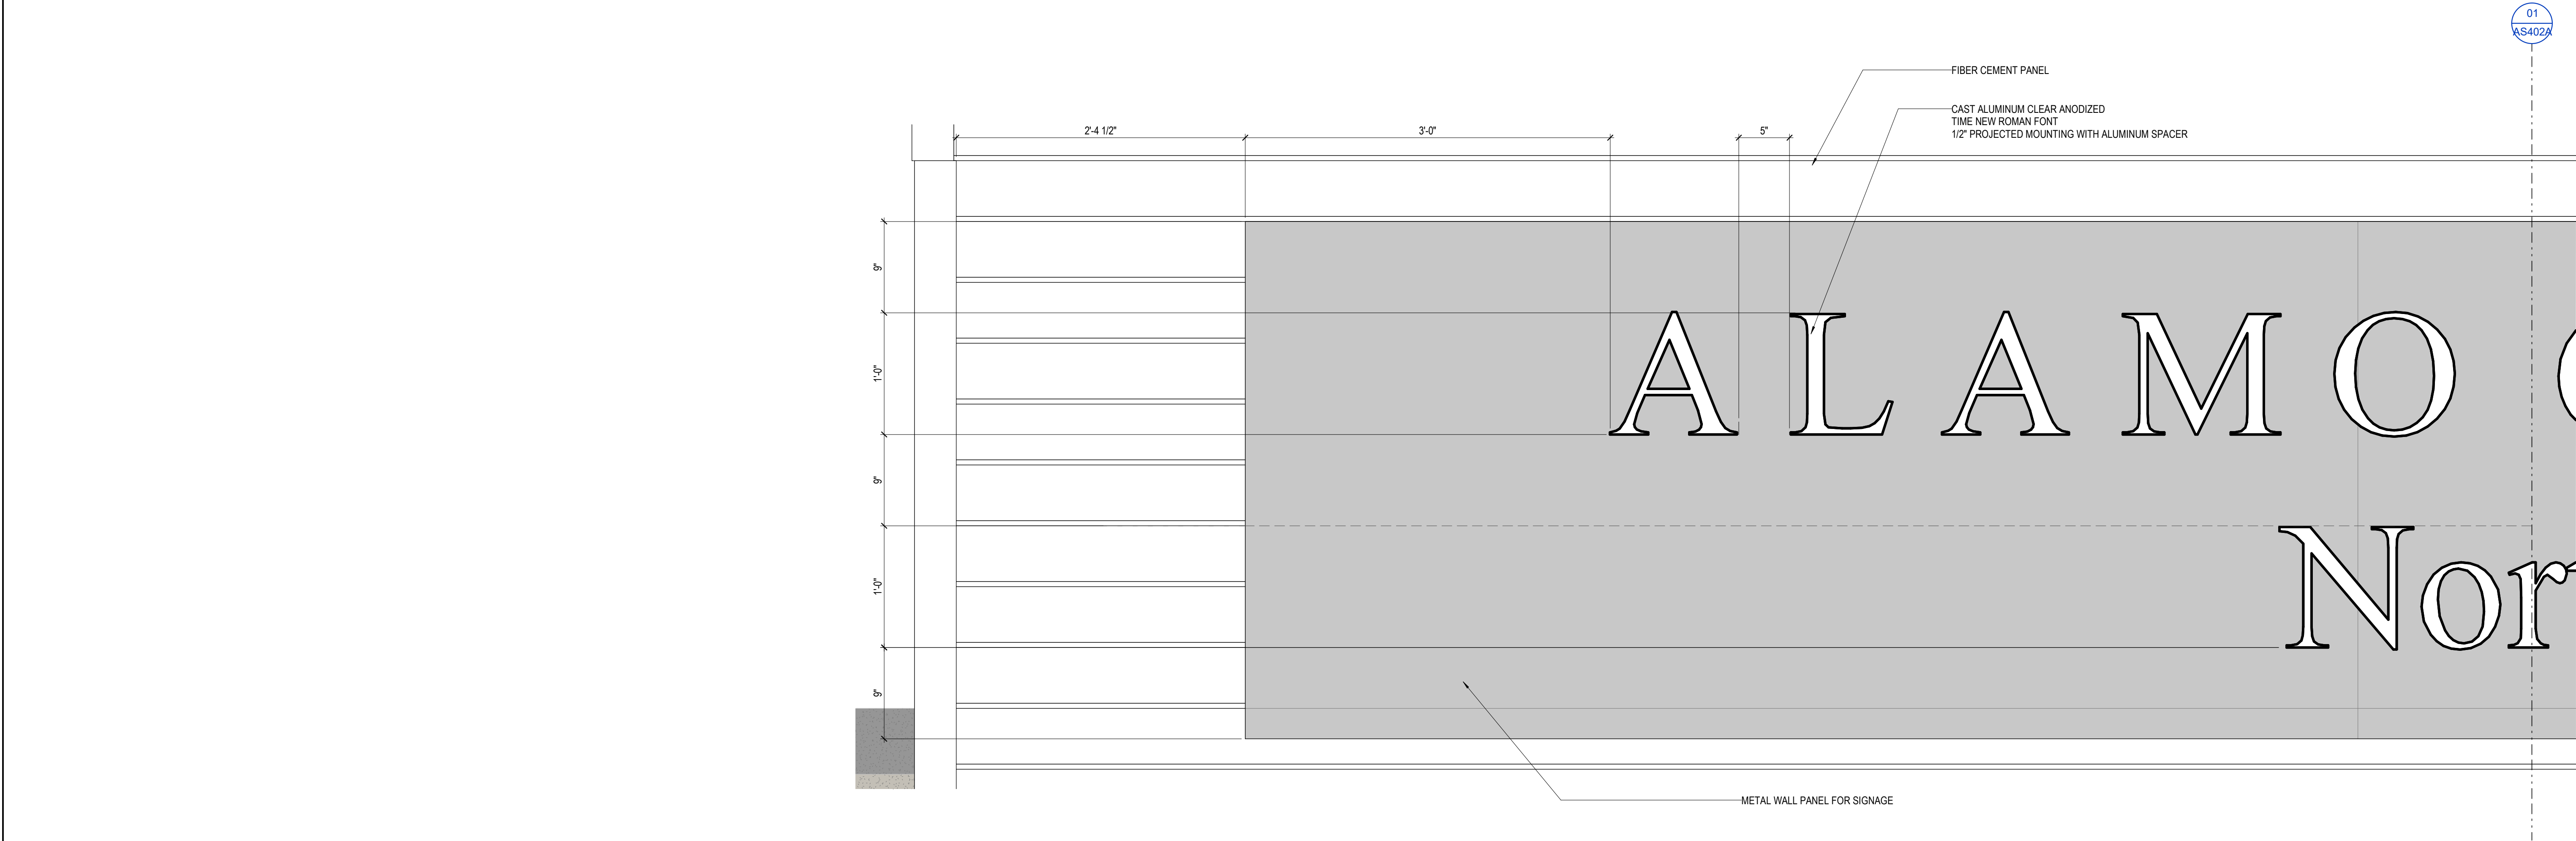 01
AS402A
FIBER CEMENT PANEL
CAST ALUMINUM CLEAR ANODIZED
TIME NEW ROMAN FONT
1/2" PROJECTED MOUNTING WITH ALUMINUM SPACER
2'-4 1/2"
3'-0"
5"
9"
1'-0"
9"
1'-0"
9"
ALAMO
Nor
METAL WALL PANEL FOR SIGNAGE